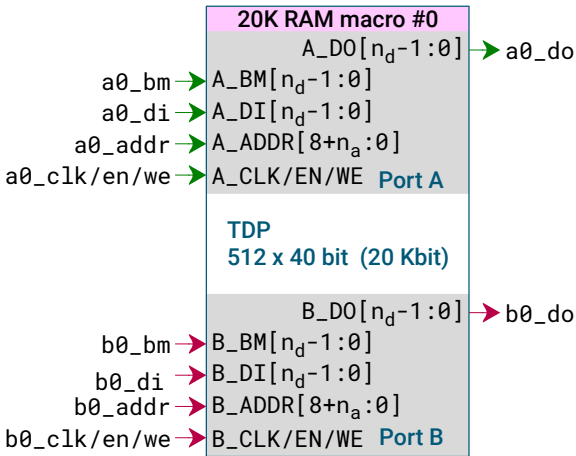 20K RAM macro #0
A_DO[nd-1:0] a0_do
a0_bm A_BM[nd-1:0]
a0_di A_DI[nd-1:0]
a0_addr A_ADDR[8+na:0]
a0_clk/en/we A_CLK/EN/WE Port A
TDP
512 x 40 bit (20 Kbit)
B_DO[nd-1:0] b0_do
b0_bm B_BM[nd-1:0]
b0_di B_DI[nd-1:0]
b0_addr B_ADDR[8+na:0]
b0_clk/en/we B_CLK/EN/WE Port B